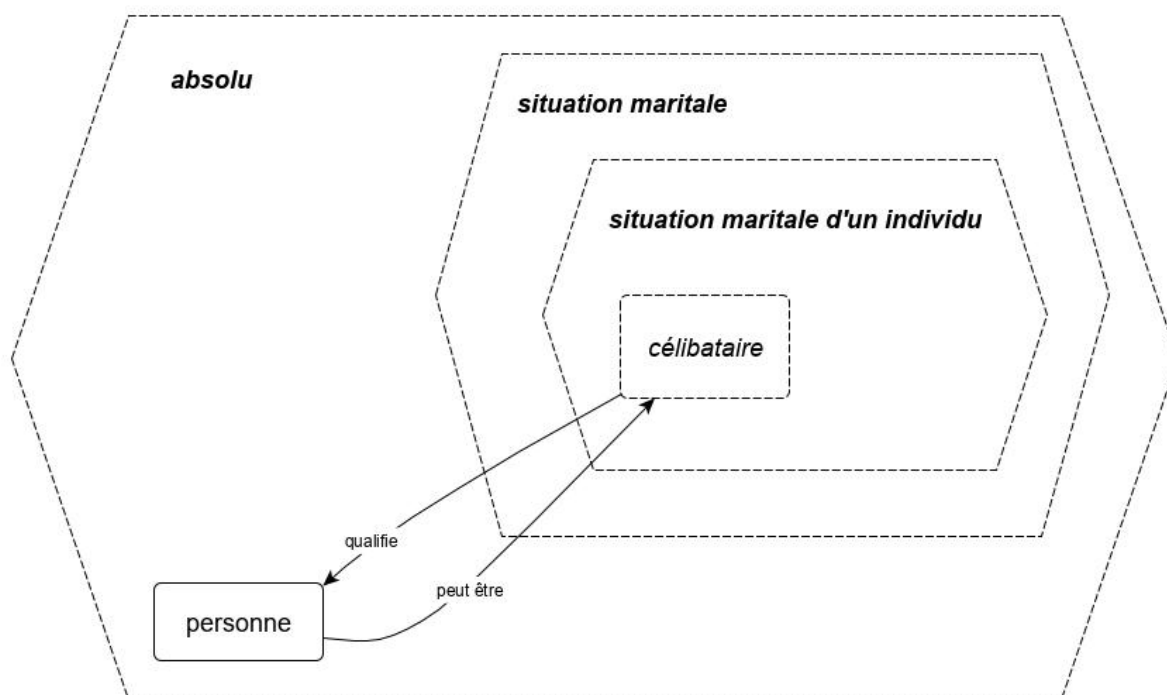 absolu
situation maritale
situation maritale d'un individu
célibataire
qualifie
peut être
personne